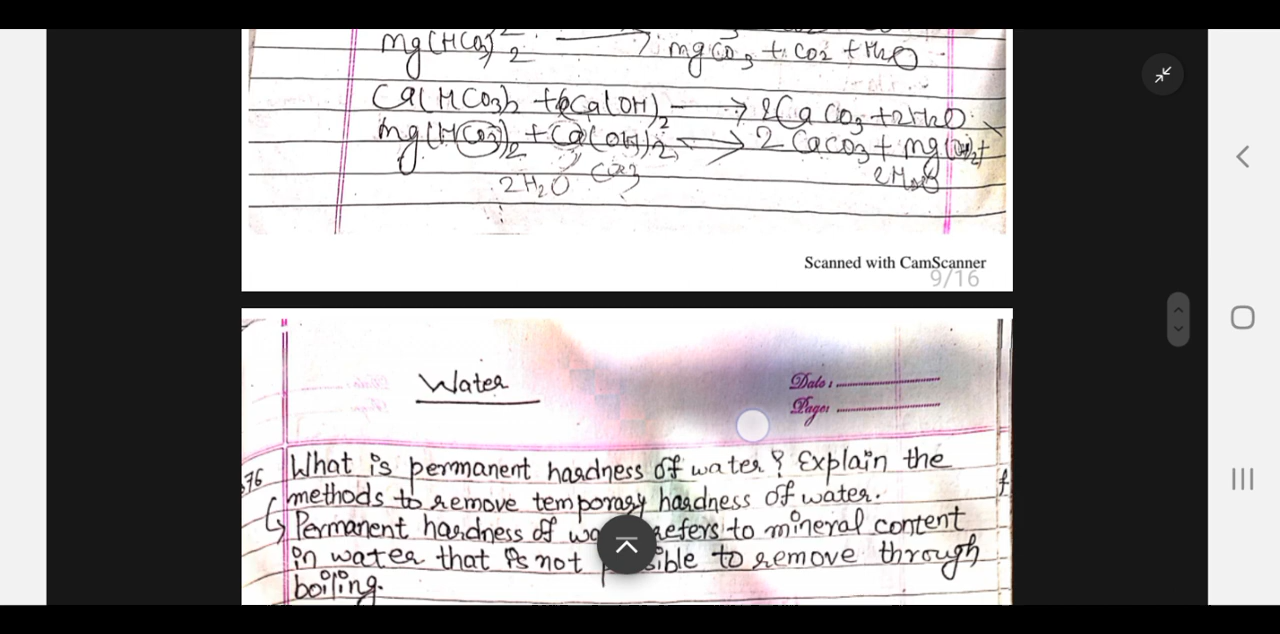 mg(HCO3)2 → mgCO3 + CO2 + H2O
Ca(HCO3)2 + Ca(OH)2 → 2CaCO3 + 2H2O
mg(HCO3)2 + Ca(OH)2 → 2CaCO3 + mg(OH)2 +
2H2O
Scanned with CamScanner
9/16
Water
Date:
Page:
76 What is permanent hardness of water? Explain the
methods to remove temporary hardness of water.
Permanent hardness of refers to mineral content
in water that is not to remove through
boiling.